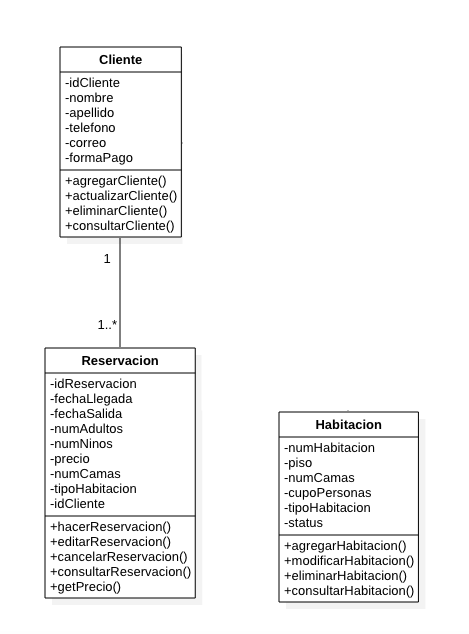 Cliente
-idCliente
-nombre
-apellido
-telefono
-correo
-formaPago
+agregarCliente()
+actualizarCliente()
+eliminarCliente()
+consultarCliente()
1
1..*
Reservacion
-idReservacion
-fechaLlegada
-fechaSalida
-numAdultos
-numNinos
-precio
-numCamas
-tipoHabitacion
-idCliente
+hacerReservacion()
+editarReservacion()
+cancelarReservacion()
+consultarReservacion()
+getPrecio()
Habitacion
-numHabitacion
-piso
-numCamas
-cupoPersonas
-tipoHabitacion
-status
+agregarHabitacion()
+modificarHabitacion()
+eliminarHabitacion()
+consultarHabitacion()